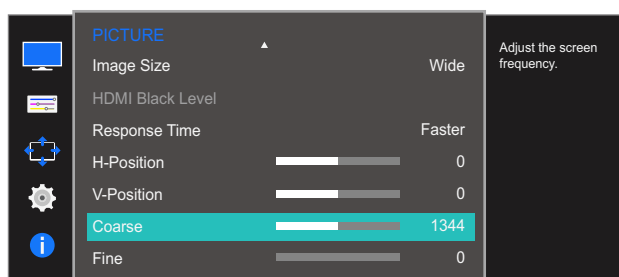 PICTURE
Image Size Wide
HDMI Black Level
Response Time Faster
H-Position 0
V-Position 0
Coarse 1344
Fine 0
Adjust the screen
frequency.